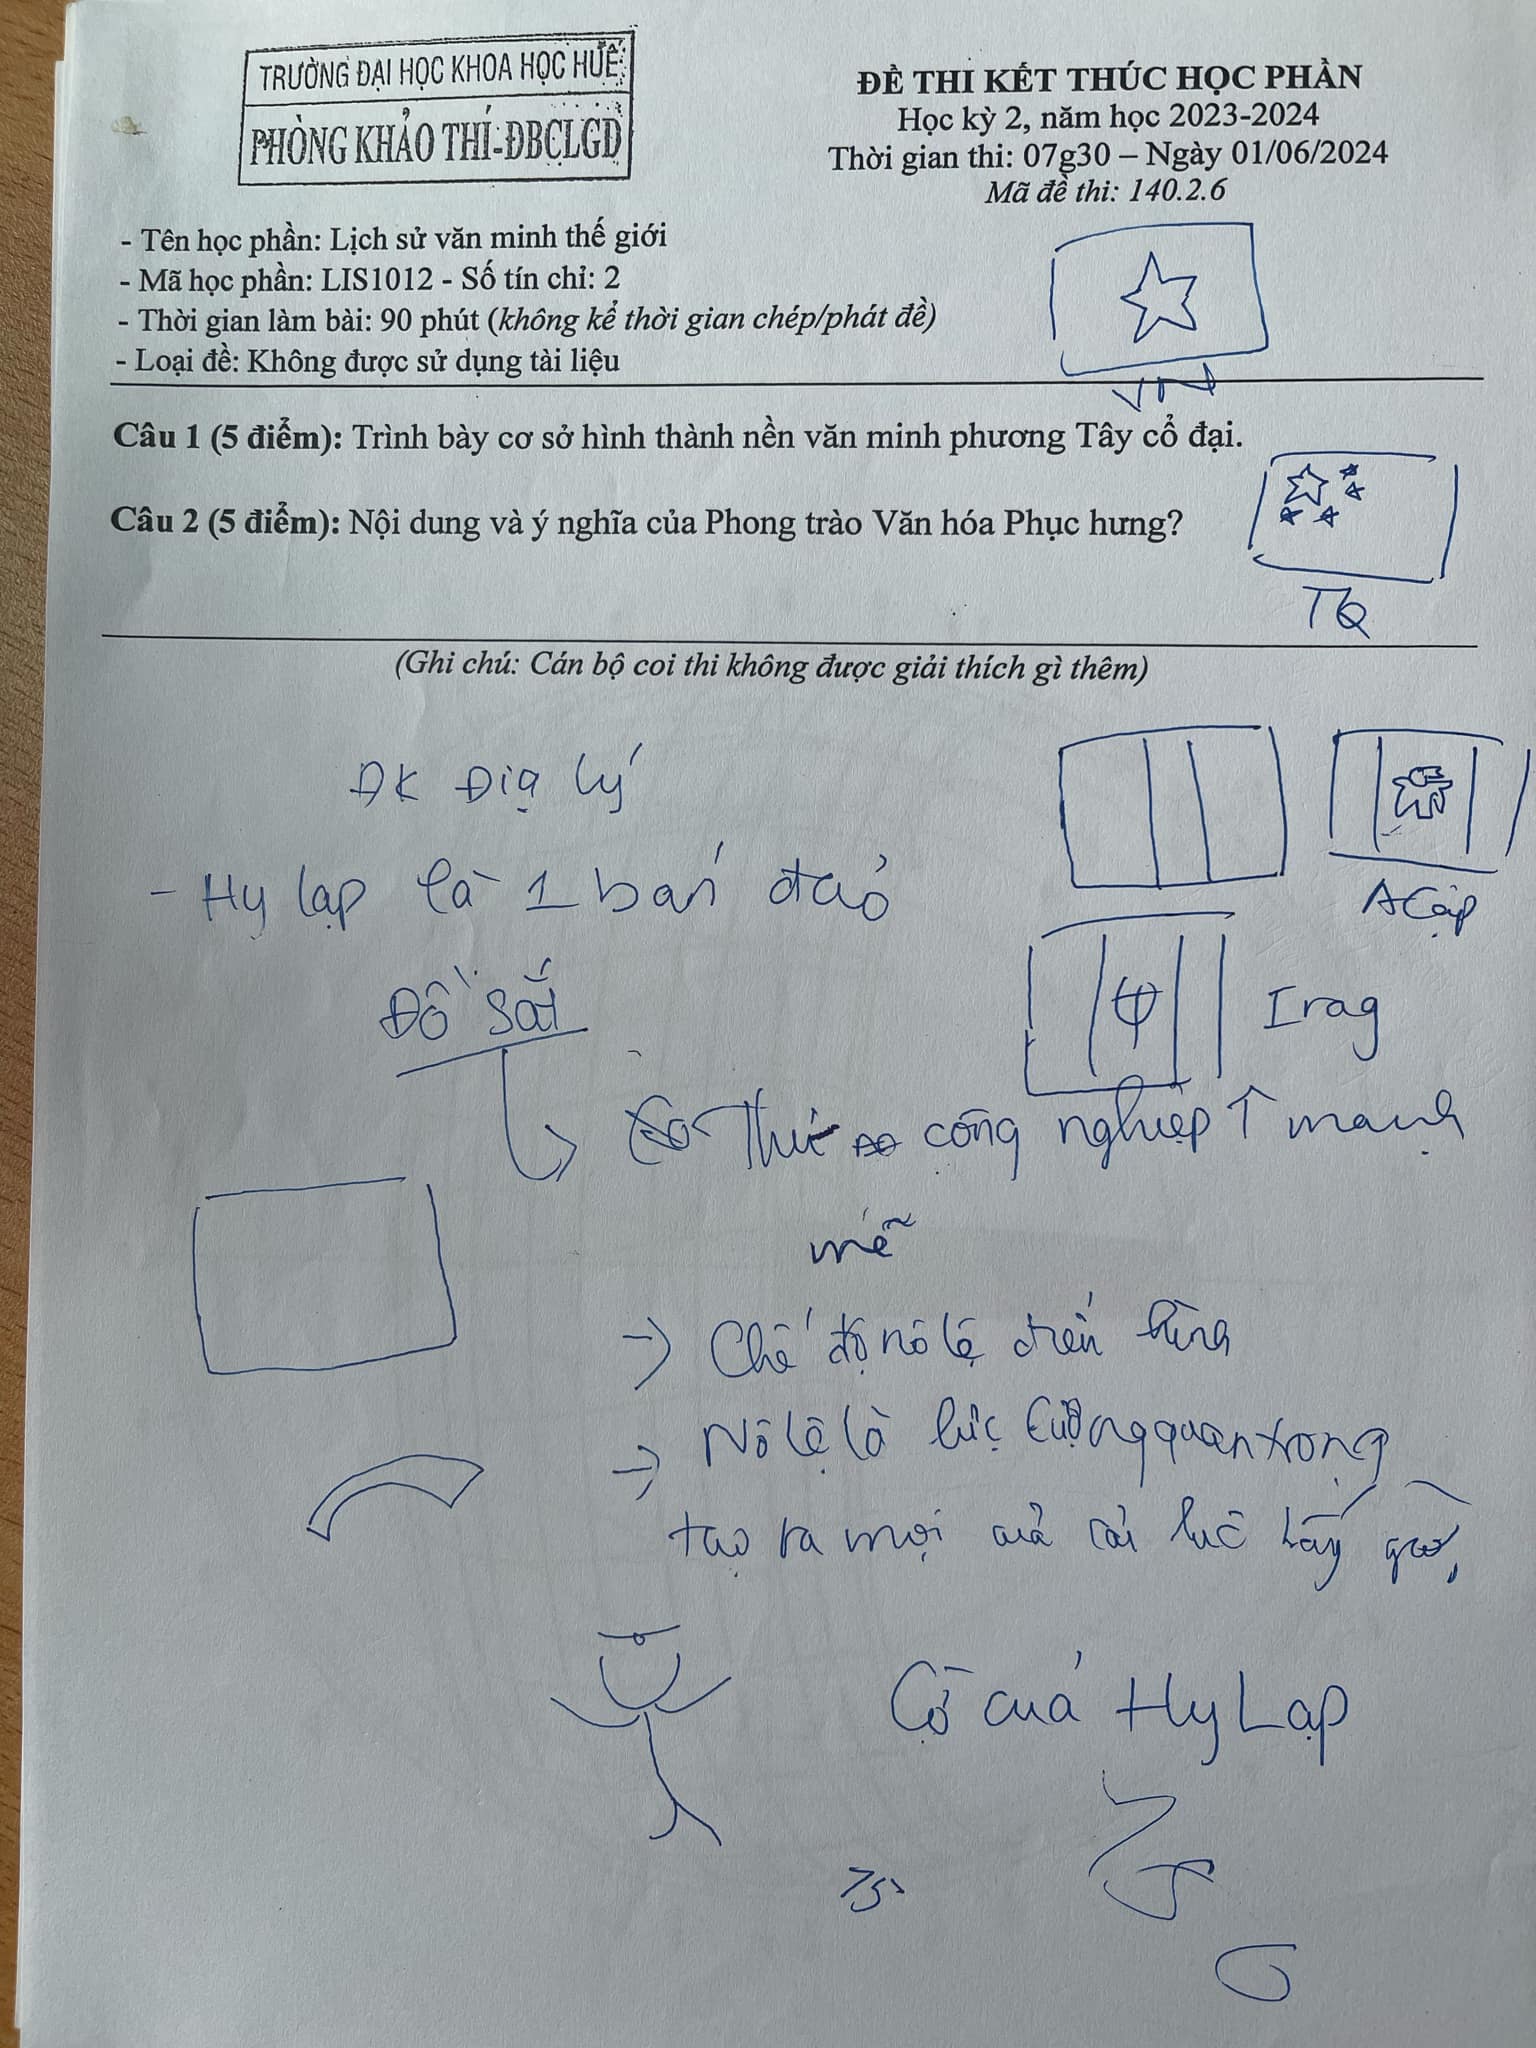 TRƯỜNG ĐẠI HỌC KHOA HỌC HUẾ
PHÒNG KHẢO THÍ-ĐBCLGD
ĐỀ THI KẾT THÚC HỌC PHẦN
Học kỳ 2, năm học 2023-2024
Thời gian thi: 07g30 – Ngày 01/06/2024
Mã đề thi: 140.2.6
- Tên học phần: Lịch sử văn minh thế giới
- Mã học phần: LIS1012 - Số tín chỉ: 2
- Thời gian làm bài: 90 phút (không kể thời gian chép/phát đề)
- Loại đề: Không được sử dụng tài liệu
VN
Câu 1 (5 điểm): Trình bày cơ sở hình thành nền văn minh phương Tây cổ đại.
Câu 2 (5 điểm): Nội dung và ý nghĩa của Phong trào Văn hóa Phục hưng?
TQ
(Ghi chú: Cán bộ coi thi không được giải thích gì thêm)
ĐK Địa lý
- Hy lạp là 1 bán đảo
A Cập
Đồ sắt
Iraq
Thủ công nghiệp ↑ mạnh
mẽ
→ Chế độ nô lệ điển hình
→ Nô lệ là lực lượng quan trọng
tạo ra mọi của cải lúc bấy giờ,
Cờ của Hy Lạp